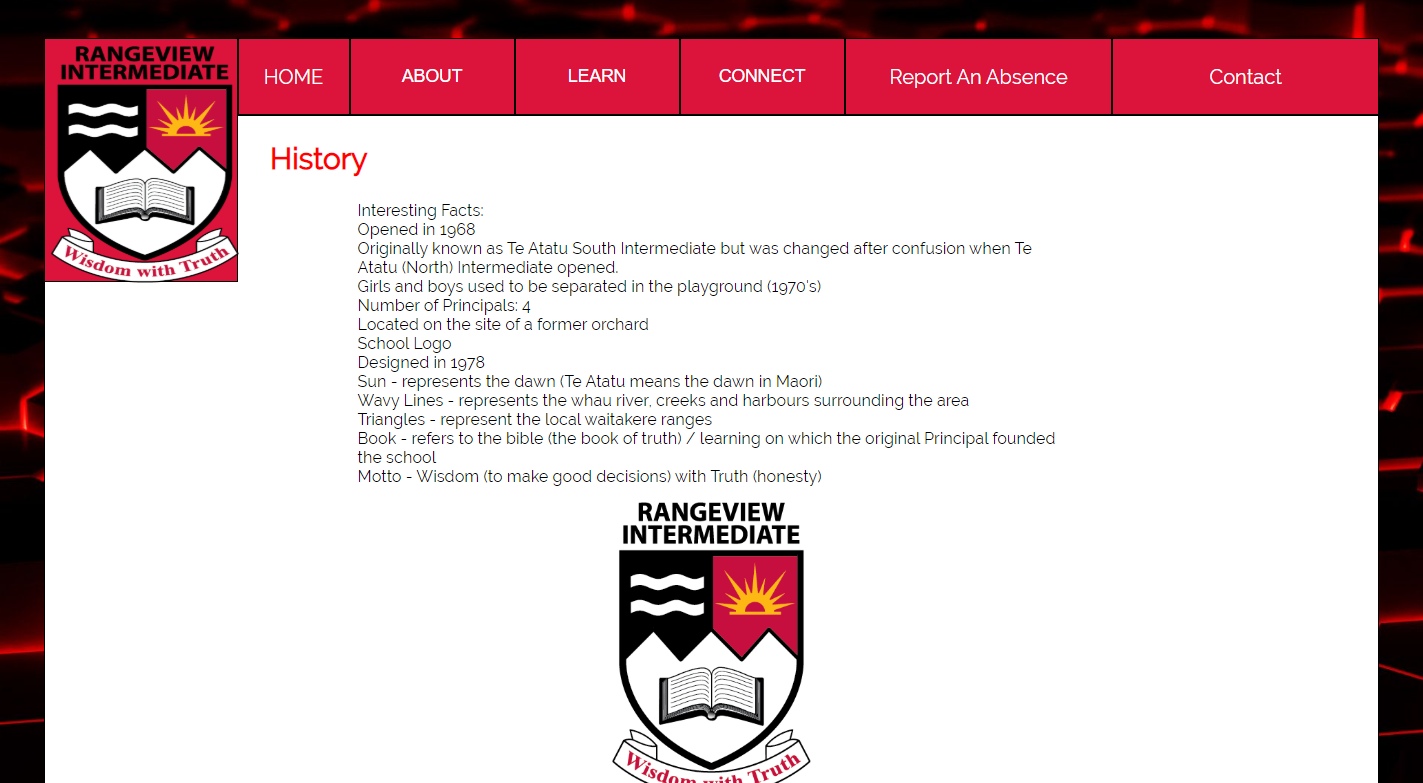 RANGEVIEW
INTERMEDIATE
Wisdom with Truth
HOME
ABOUT
LEARN
CONNECT
Report An Absence
Contact
History
Interesting Facts:
Opened in 1968
Originally known as Te Atatu South Intermediate but was changed after confusion when Te
Atatu (North) Intermediate opened.
Girls and boys used to be separated in the playground (1970's)
Number of Principals: 4
Located on the site of a former orchard
School Logo
Designed in 1978
Sun - represents the dawn (Te Atatu means the dawn in Maori)
Wavy Lines - represents the whau river, creeks and harbours surrounding the area
Triangles - represent the local waitakere ranges
Book - refers to the bible (the book of truth) / learning on which the original Principal founded
the school
Motto - Wisdom (to make good decisions) with Truth (honesty)
RANGEVIEW
INTERMEDIATE
Wisdom with Truth